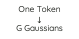 One Token
↓
G Gaussians